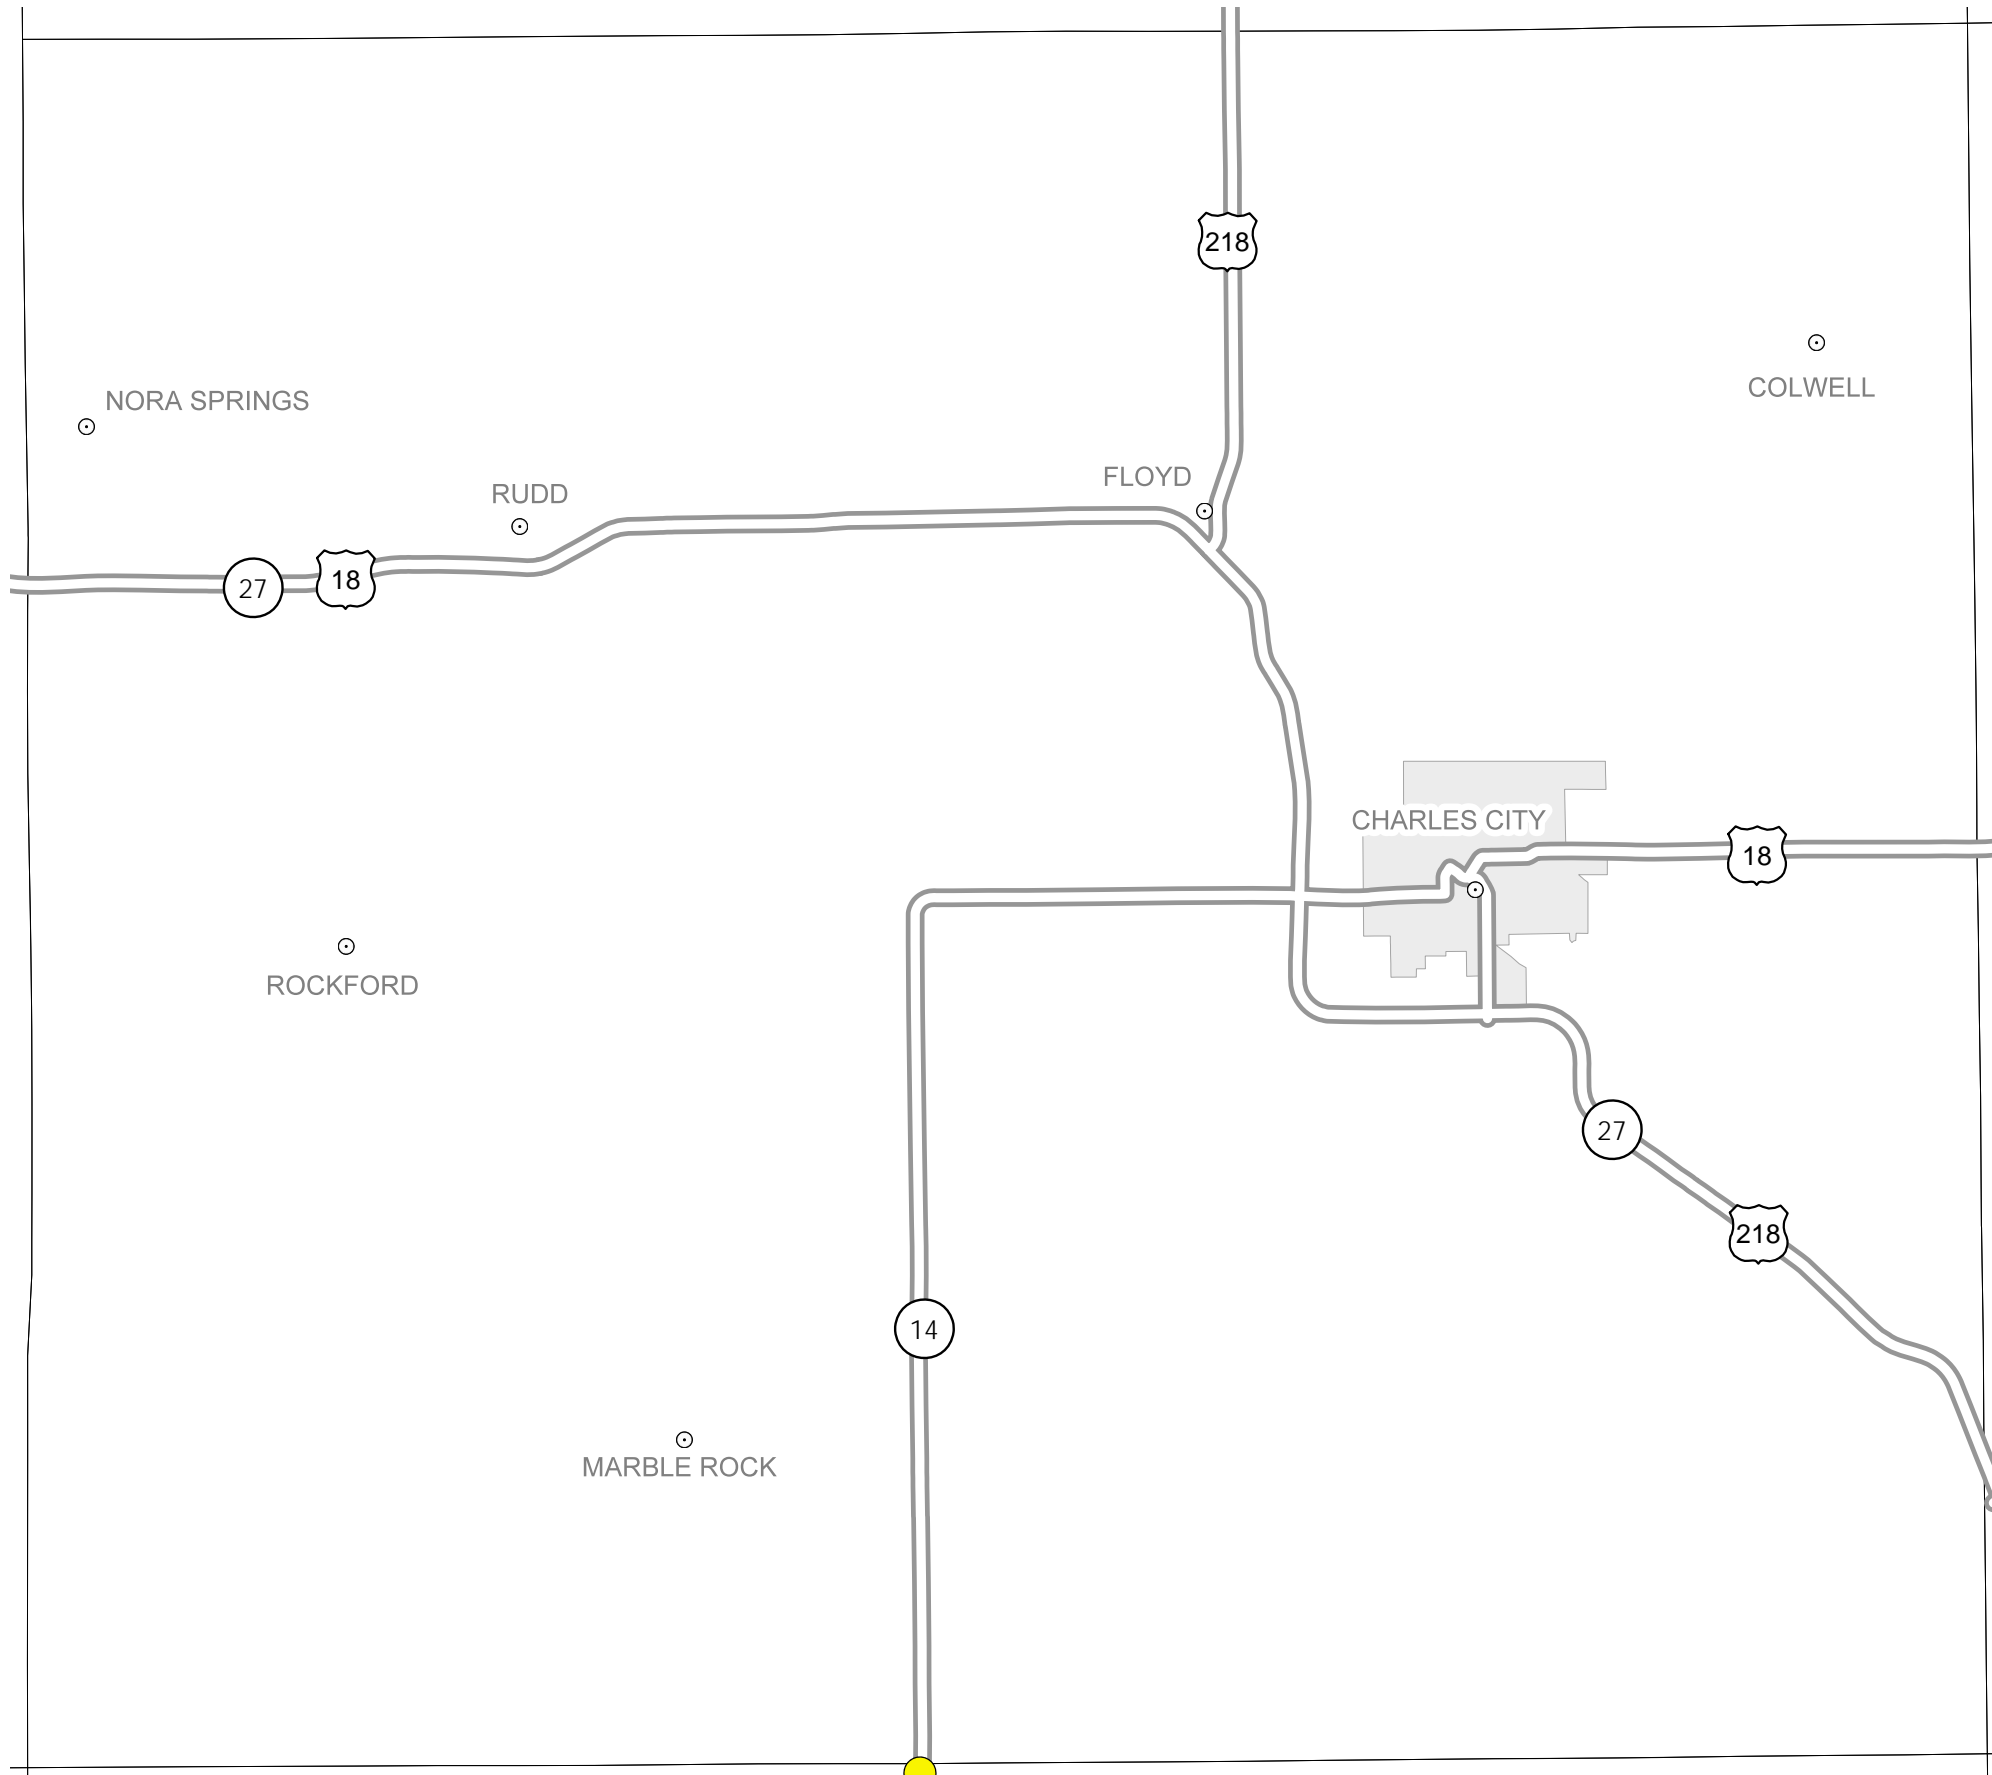 218
COLWELL
NORA SPRINGS
FLOYD
RUDD
27
18
CHARLES CITY
18
ROCKFORD
27
218
14
MARBLE ROCK